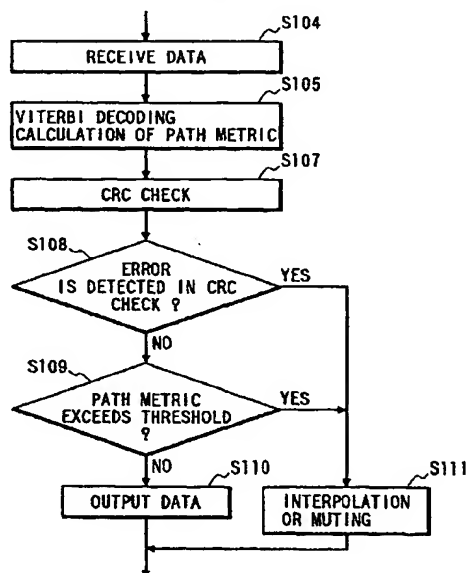 S104
RECEIVE DATA
S105
VITERBI DECODING
CALCULATION OF PATH METRIC
S107
CRC CHECK
S108
ERROR
IS DETECTED IN CRC
CHECK ?
YES
NO
S109
PATH METRIC
EXCEEDS THRESHOLD
?
YES
NO
S110
OUTPUT DATA
S111
INTERPOLATION
OR MUTING